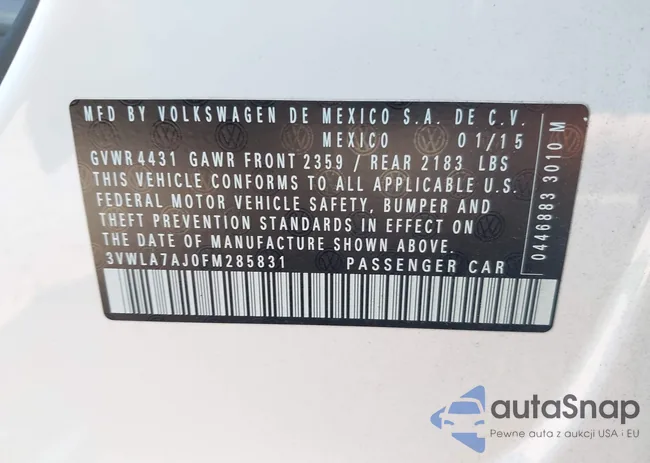 MFD BY VOLKSWAGEN DE MEXICO S.A. DE C.V.
MEXICO 01/15
GVWR 4431 GAWR FRONT 2359 / REAR 2183 LBS
THIS VEHICLE CONFORMS TO ALL APPLICABLE U.S.
FEDERAL MOTOR VEHICLE SAFETY, BUMPER AND
THEFT PREVENTION STANDARDS IN EFFECT ON
THE DATE OF MANUFACTURE SHOWN ABOVE.
3VWLA7AJ0FM285831 PASSENGER CAR
0446883 3010 M
autaSnap
Pewne auta z aukcji USA i EU